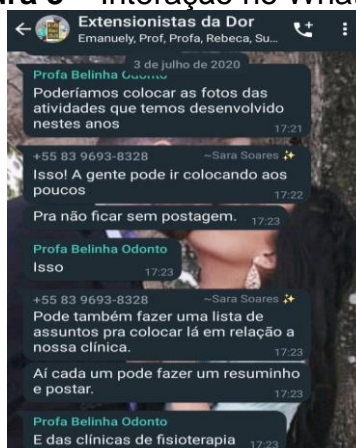 Interação no What
Extensionistas da Dor
Emanuely, Prof, Profa, Rebeca, Su...
3 de julho de 2020
Profa Belinha Odonto
Poderíamos colocar as fotos das
atividades que temos desenvolvido
nestes anos
17:21
+55 83 9693-8328 ~Sara Soares ✨
Isso! A gente pode ir colocando aos
poucos
17:22
Pra não ficar sem postagem. 17:23
Profa Belinha Odonto
Isso 17:23
+55 83 9693-8328 ~Sara Soares ✨
Pode também fazer uma lista de
assuntos pra colocar lá em relação a
nossa clínica.
17:23
Aí cada um pode fazer um resuminho
e postar.
17:23
Profa Belinha Odonto
E das clínicas de fisioterapia 17:23